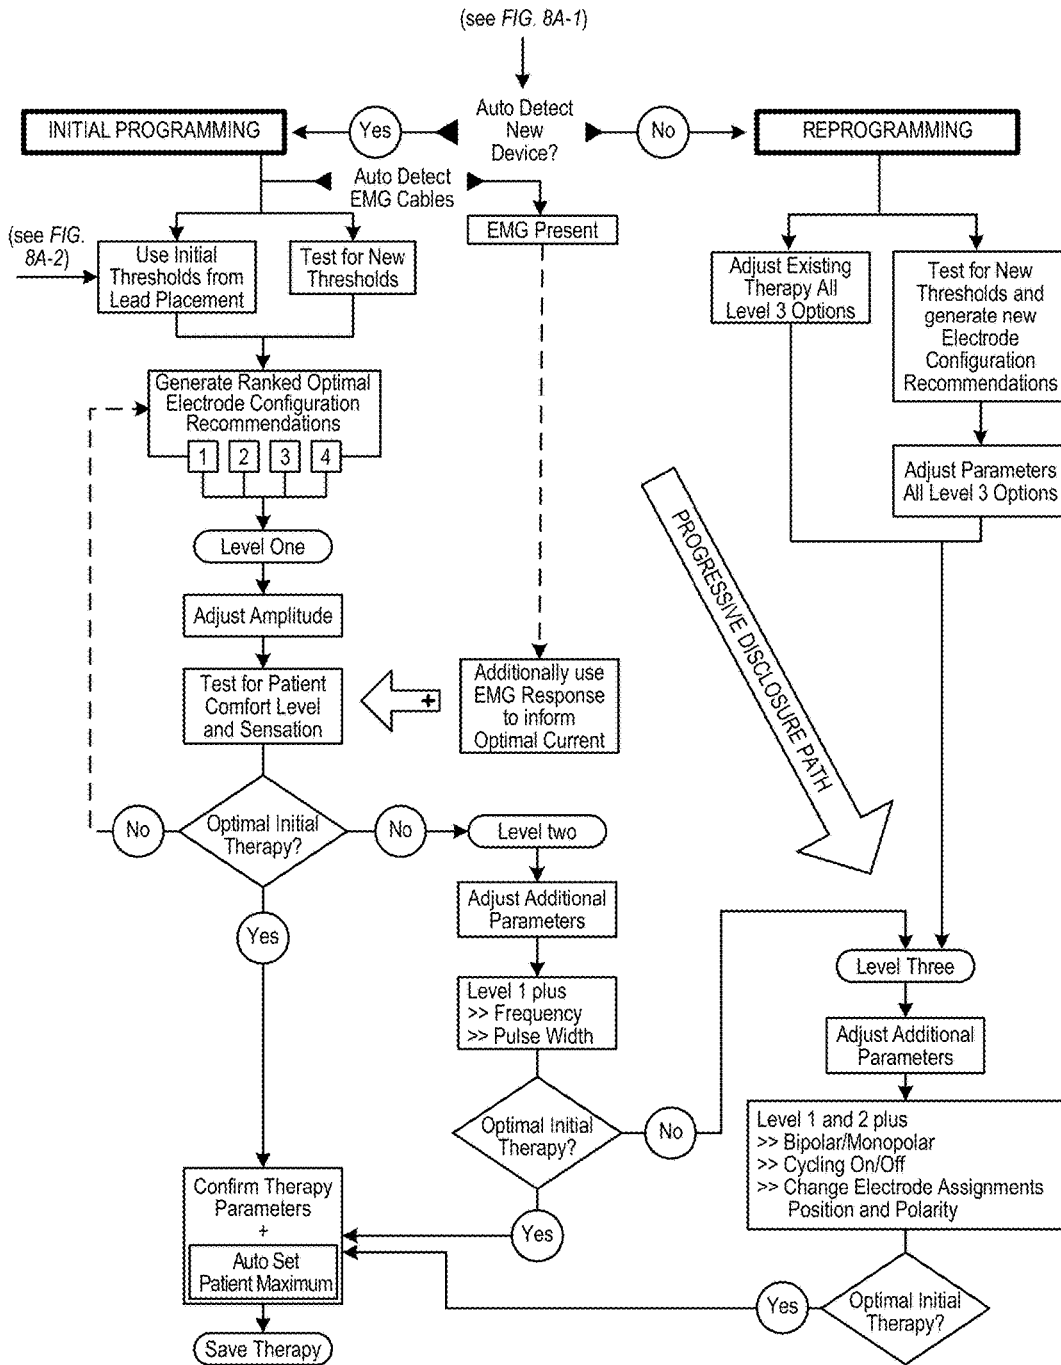 (see FIG. 8A-1)
Auto Detect
New
Device?
INITIAL PROGRAMMING
Yes
No
REPROGRAMMING
Auto Detect
EMG Cables
EMG Present
(see FIG.
8A-2)
Use Initial
Thresholds from
Lead Placement
Test for New
Thresholds
Adjust Existing
Therapy All
Level 3 Options
Test for New
Thresholds and
generate new
Electrode
Configuration
Recommendations
Generate Ranked Optimal
Electrode Configuration
Recommendations
1 2 3 4
Adjust Parameters
All Level 3 Options
Level One
Adjust Amplitude
Test for Patient
Comfort Level
and Sensation
+
Additionally use
EMG Response
to inform
Optimal Current
PROGRESSIVE DISCLOSURE PATH
No
Optimal Initial
Therapy?
No
Level two
Yes
Adjust Additional
Parameters
Level 1 plus
>> Frequency
>> Pulse Width
Optimal Initial
Therapy?
No
Yes
Level Three
Adjust Additional
Parameters
Level 1 and 2 plus
>> Bipolar/Monopolar
>> Cycling On/Off
>> Change Electrode Assignments
Position and Polarity
Optimal Initial
Therapy?
Yes
Confirm Therapy
Parameters
+
Auto Set
Patient Maximum
Save Therapy